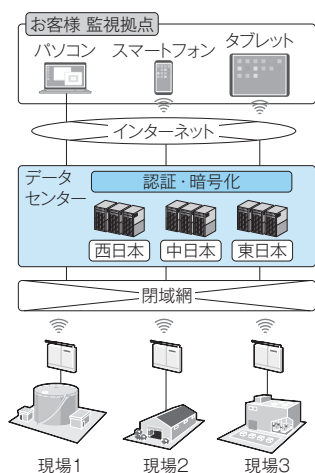 お客様 監視拠点
パソコン スマートフォン タブレット
インターネット
データ
センター
認証・暗号化
西日本 中日本 東日本
閉域網
現場1 現場2 現場3